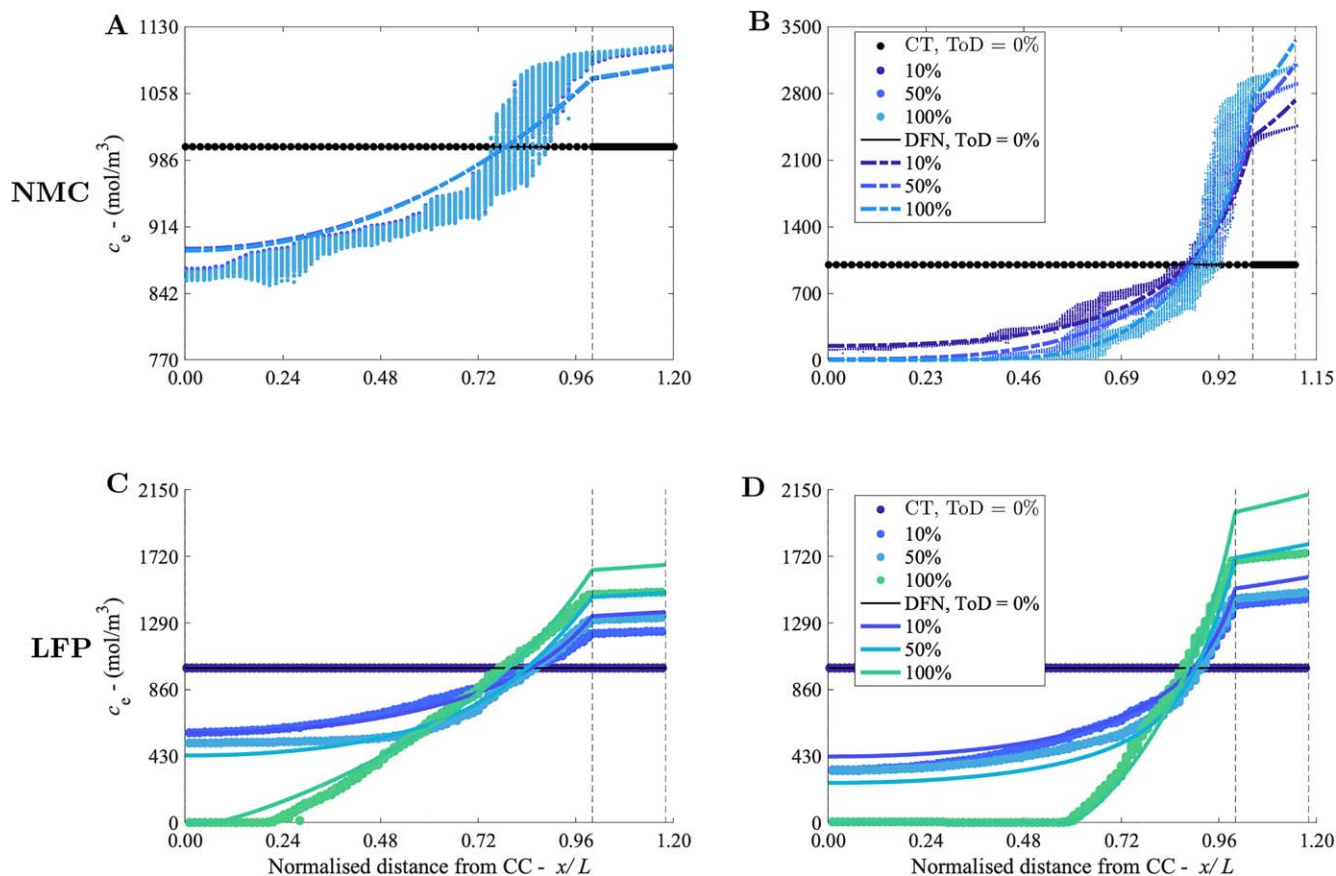 A
1130
1058
986
914
842
770
NMC
c_e - (mol/m³)
0.00 0.24 0.48 0.72 0.96 1.20
B
3500
2800
2100
1400
700
0
CT, ToD = 0%
10%
50%
100%
DFN, ToD = 0%
10%
50%
100%
0.00 0.23 0.46 0.69 0.92 1.15
C
2150
1720
1290
860
430
0
LFP
c_e - (mol/m³)
0.00 0.24 0.48 0.72 0.96 1.20
Normalised distance from CC - x/L
D
2150
1720
1290
860
430
0
CT, ToD = 0%
10%
50%
100%
DFN, ToD = 0%
10%
50%
100%
0.00 0.24 0.48 0.72 0.96 1.20
Normalised distance from CC - x/L